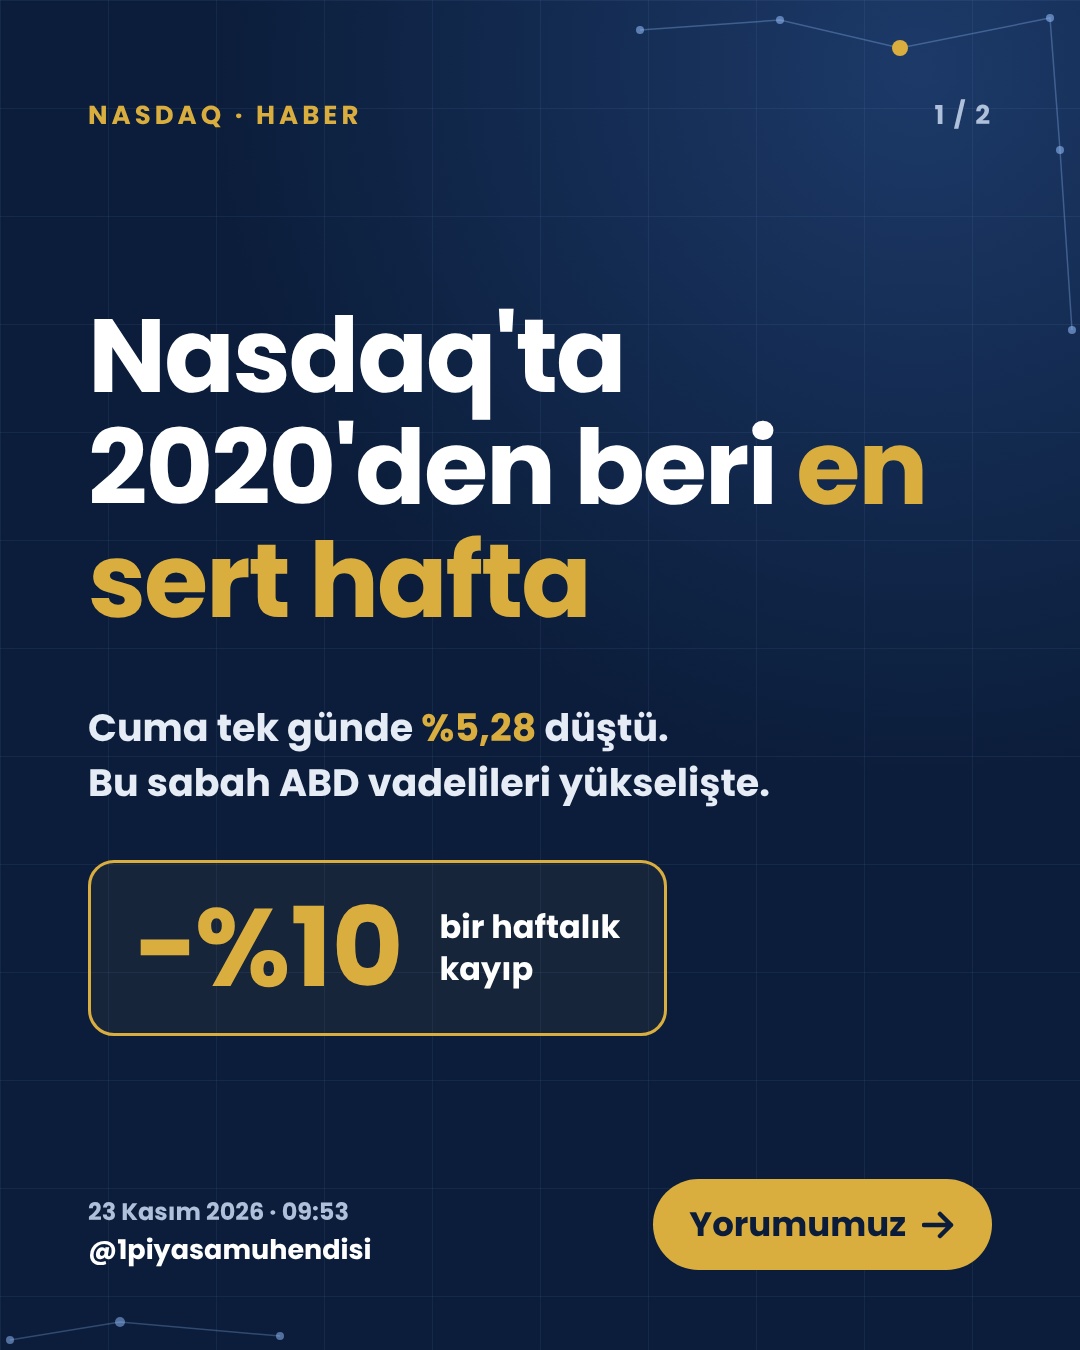 NASDAQ · HABER
1 / 2
Nasdaq'ta
2020'den beri en
sert hafta
Cuma tek günde %5,28 düştü.
Bu sabah ABD vadelileri yükselişte.
-%10
bir haftalık
kayıp
23 Kasım 2026 · 09:53
@1piyasamuhendisi
Yorumumuz →